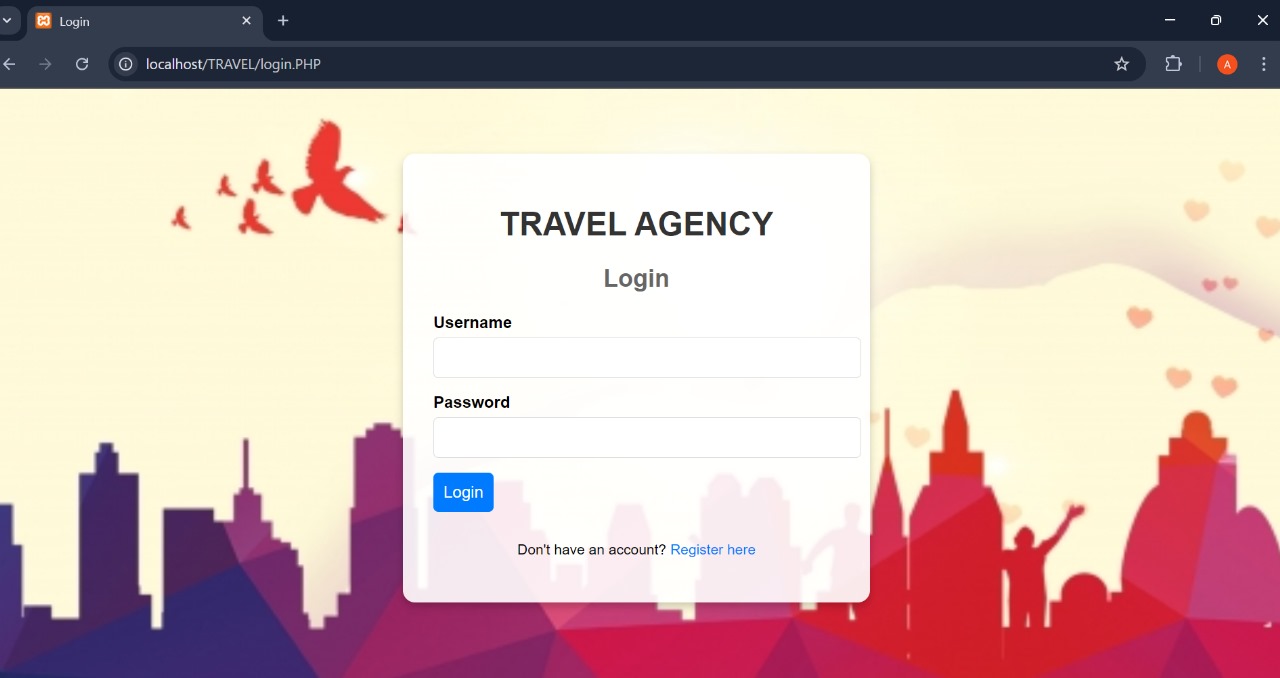 Login
localhost/TRAVEL/login.PHP
A
TRAVEL AGENCY
Login
Username
Password
Login
Don't have an account? Register here